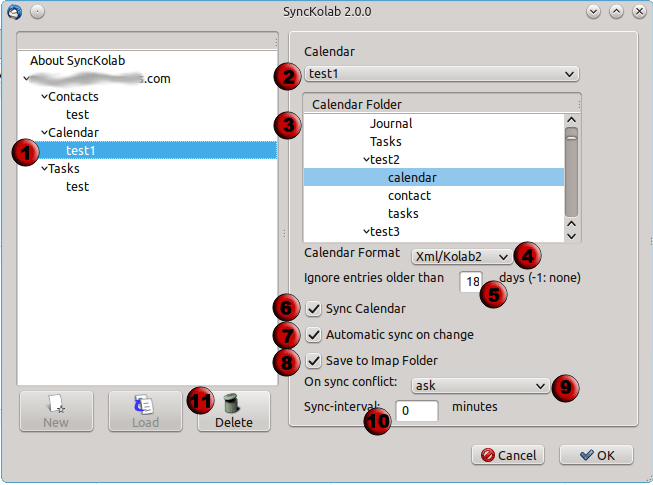 SyncKolab 2.0.0
About SyncKolab
.com
Contacts
test
Calendar
1
test1
Tasks
test
11
New
Load
Delete
Calendar
2
test1
Calendar Folder
3
Journal
Tasks
test2
calendar
contact
tasks
test3
Calendar Format
Xml/Kolab2
4
Ignore entries older than
18
days (-1: none)
5
6
Sync Calendar
7
Automatic sync on change
8
Save to Imap Folder
On sync conflict:
ask
9
Sync-interval:
10
0
minutes
Cancel
OK